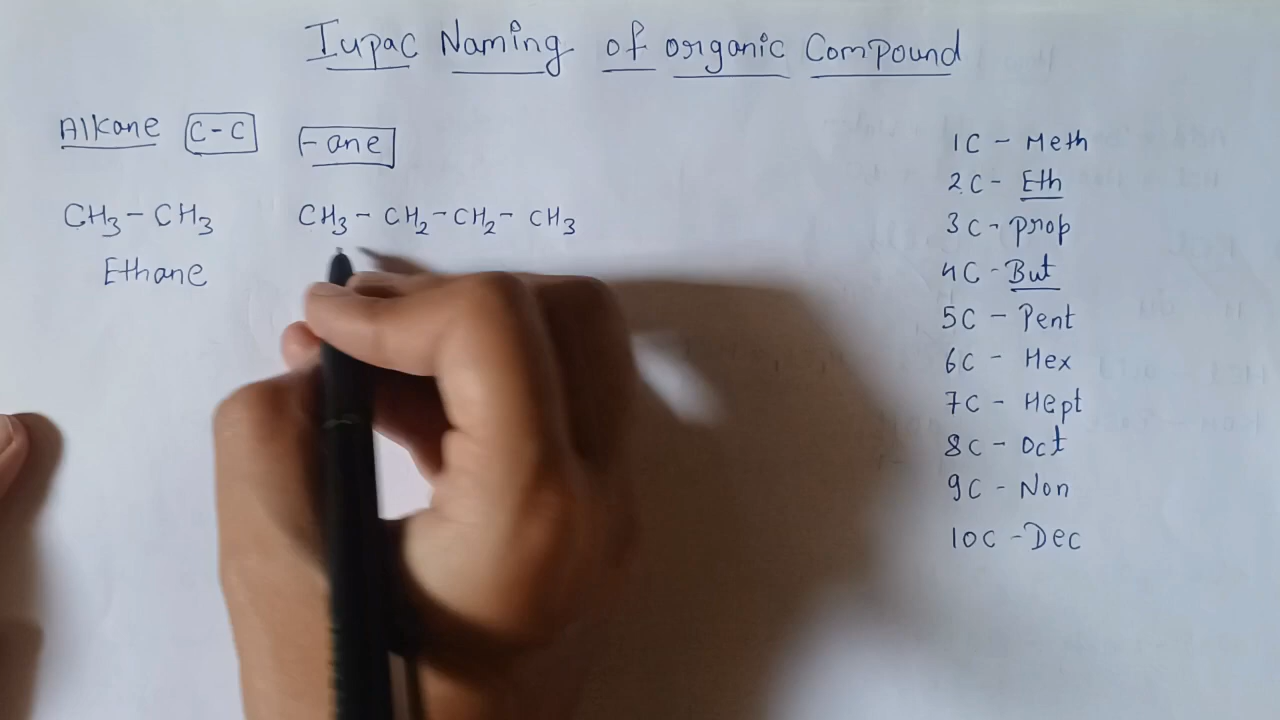 Iupac Naming of organic Compound
Alkane C-C -ane
CH3 - CH3 CH3 - CH2 - CH2 - CH3
Ethane
1C - Meth
2C - Eth
3C - Prop
4C - But
5C - Pent
6C - Hex
7C - Hept
8C - Oct
9C - Non
10C - Dec